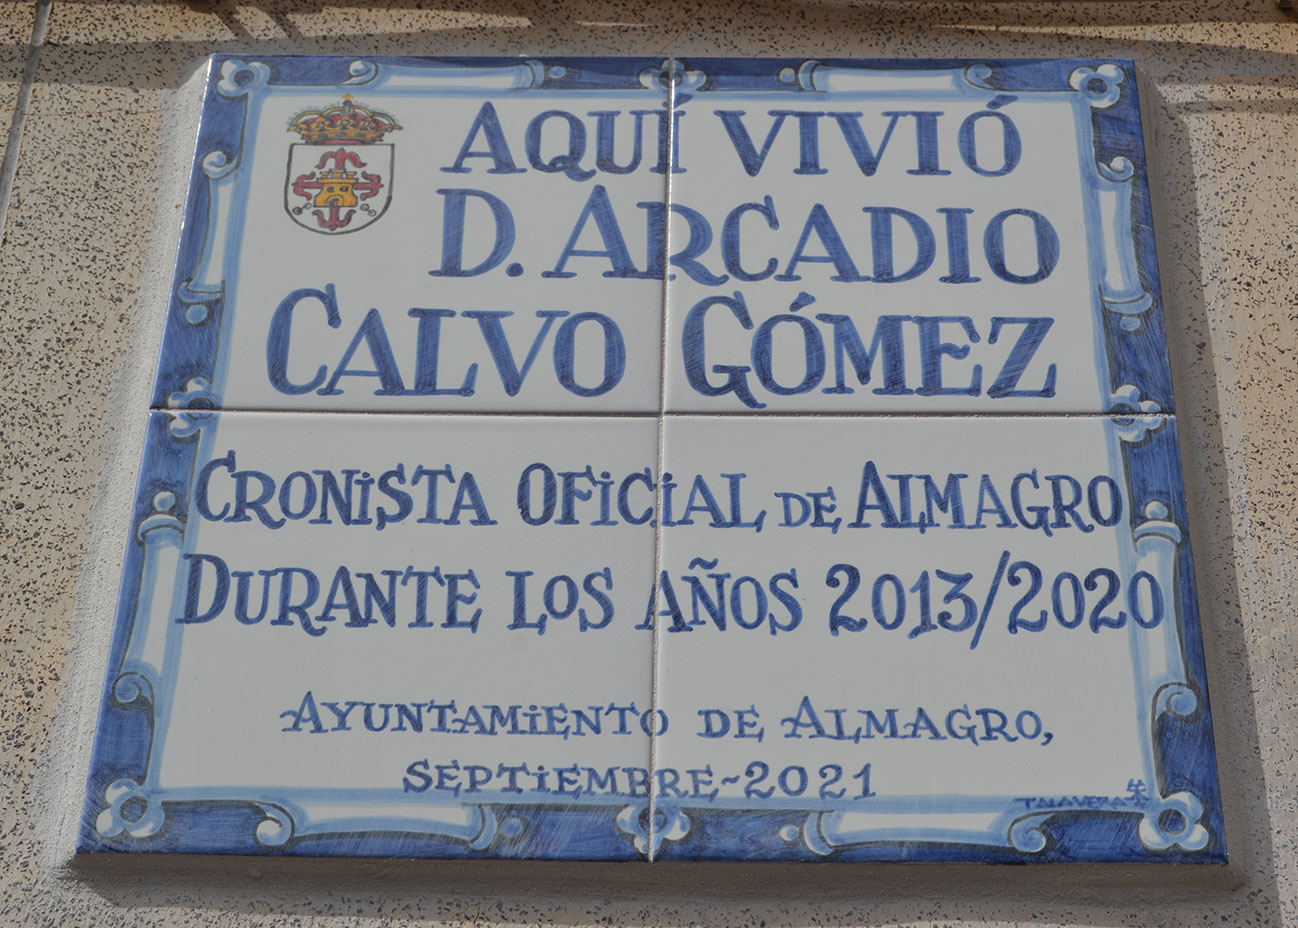 AQUÍ VIVIÓ
D. ARCADIO
CALVO GÓMEZ
CRONiSTA OFiCiAL DE ALMAGRO
DURANTE LOS AÑOS 2013/2020
AYUNTAMiENTO DE ALMAGRO,
SEPTiEMBRE-2021
TALAVERA